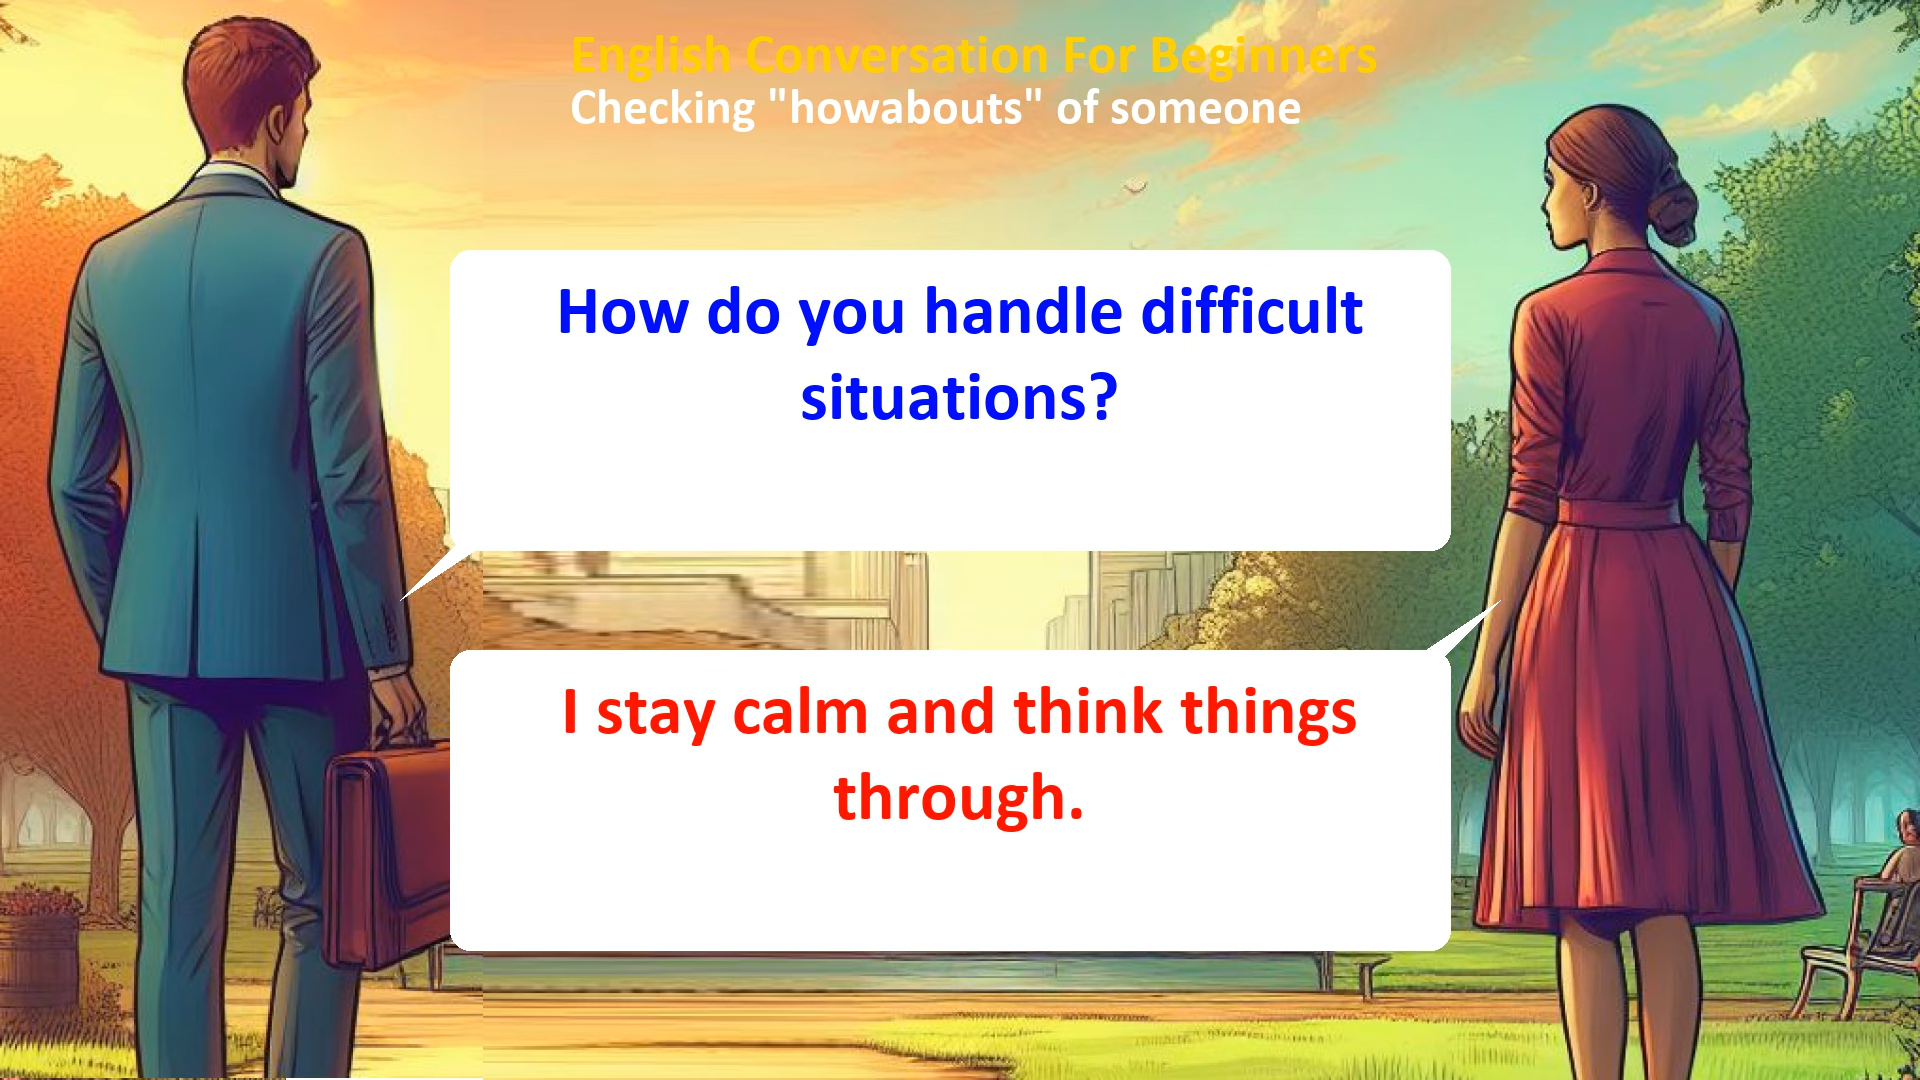 English Conversation For Beginners
Checking "howabouts" of someone
How do you handle difficult
situations?
I stay calm and think things
through.